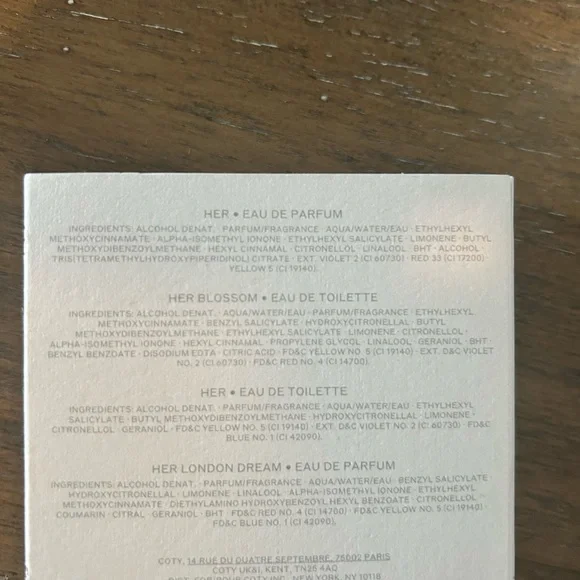 HER • EAU DE PARFUM
INGREDIENTS: ALCOHOL DENAT. · PARFUM/FRAGRANCE · AQUA/WATER/EAU · ETHYLHEXYL
METHOXYCINNAMATE · ALPHA-ISOMETHYL IONONE · ETHYLHEXYL SALICYLATE · LIMONENE · BUTYL
METHOXYDIBENZOYLMETHANE · HEXYL CINNAMAL · CITRONELLOL · LINALOOL · BHT · ALCOHOL ·
TRIS(TETRAMETHYLHYDROXYPIPERIDINOL) CITRATE · EXT. VIOLET 2 (CI 60730) · RED 33 (CI 17200) ·
YELLOW 5 (CI 19140).
HER BLOSSOM • EAU DE TOILETTE
INGREDIENTS: ALCOHOL DENAT. · AQUA/WATER/EAU · PARFUM/FRAGRANCE · ETHYLHEXYL
METHOXYCINNAMATE · BENZYL SALICYLATE · HYDROXYCITRONELLAL · BUTYL
METHOXYDIBENZOYLMETHANE · ETHYLHEXYL SALICYLATE · LIMONENE · CITRONELLOL ·
ALPHA-ISOMETHYL IONONE · HEXYL CINNAMAL · PROPYLENE GLYCOL · LINALOOL · GERANIOL · BHT ·
BENZYL BENZOATE · DISODIUM EDTA · CITRIC ACID · FD&C YELLOW NO. 5 (CI 19140) · EXT. D&C VIOLET
NO. 2 (CI 60730) · FD&C RED NO. 4 (CI 14700).
HER • EAU DE TOILETTE
INGREDIENTS: ALCOHOL DENAT. · PARFUM/FRAGRANCE · AQUA/WATER/EAU · ETHYLHEXYL
SALICYLATE · BUTYL METHOXYDIBENZOYLMETHANE · HYDROXYCITRONELLAL · LIMONENE ·
CITRONELLOL · GERANIOL · FD&C YELLOW NO. 5 (CI 19140) · EXT. D&C VIOLET NO. 2 (CI 60730) · FD&C
BLUE NO. 1 (CI 42090).
HER LONDON DREAM • EAU DE PARFUM
INGREDIENTS: ALCOHOL DENAT. · PARFUM/FRAGRANCE · AQUA/WATER/EAU · BENZYL SALICYLATE ·
HYDROXYCITRONELLAL · LIMONENE · LINALOOL · ALPHA-ISOMETHYL IONONE · ETHYLHEXYL
METHOXYCINNAMATE · DIETHYLAMINO HYDROXYBENZOYL HEXYL BENZOATE · CITRONELLOL ·
COUMARIN · CITRAL · GERANIOL · BHT · FD&C RED NO. 4 (CI 14700) · FD&C YELLOW NO. 5 (CI 19140) ·
FD&C BLUE NO. 1 (CI 42090).
COTY, 14 RUE DU QUATRE SEPTEMBRE, 75002 PARIS
COTY UK&I, KENT, TN25 4AQ
DIST. FOR/POUR COTY INC., NEW YORK, NY 10118